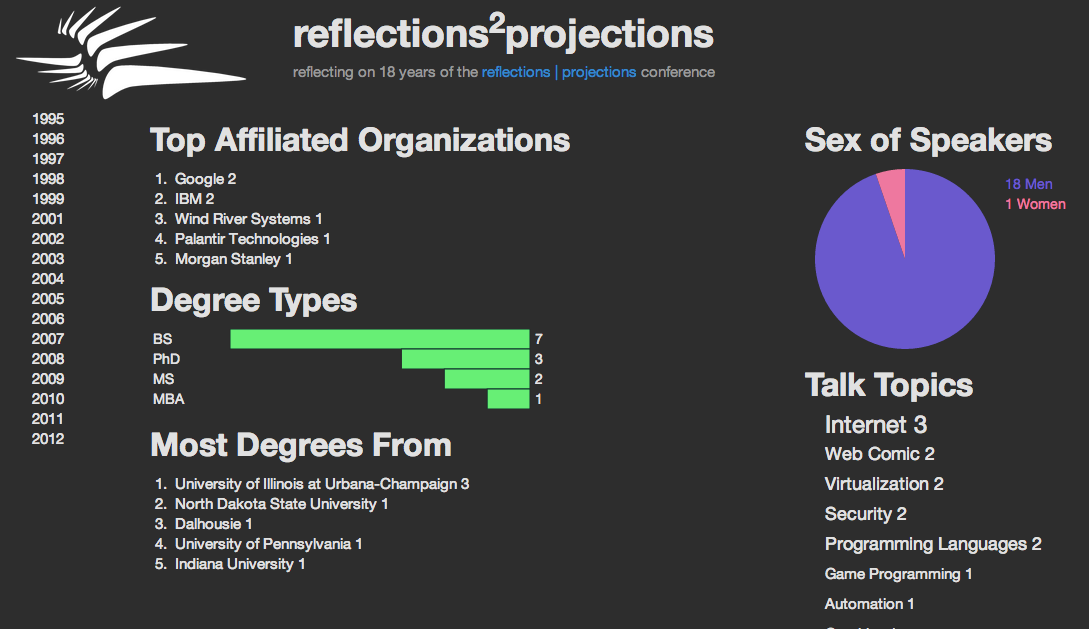 reflections²projections
reflecting on 18 years of the reflections | projections conference
1995
1996
1997
1998
1999
2001
2002
2003
2004
2005
2006
2007
2008
2009
2010
2011
2012
Top Affiliated Organizations
1. Google 2
2. IBM 2
3. Wind River Systems 1
4. Palantir Technologies 1
5. Morgan Stanley 1
Degree Types
BS 7
PhD 3
MS 2
MBA 1
Most Degrees From
1. University of Illinois at Urbana-Champaign 3
2. North Dakota State University 1
3. Dalhousie 1
4. University of Pennsylvania 1
5. Indiana University 1
Sex of Speakers
18 Men
1 Women
Talk Topics
Internet 3
Web Comic 2
Virtualization 2
Security 2
Programming Languages 2
Game Programming 1
Automation 1